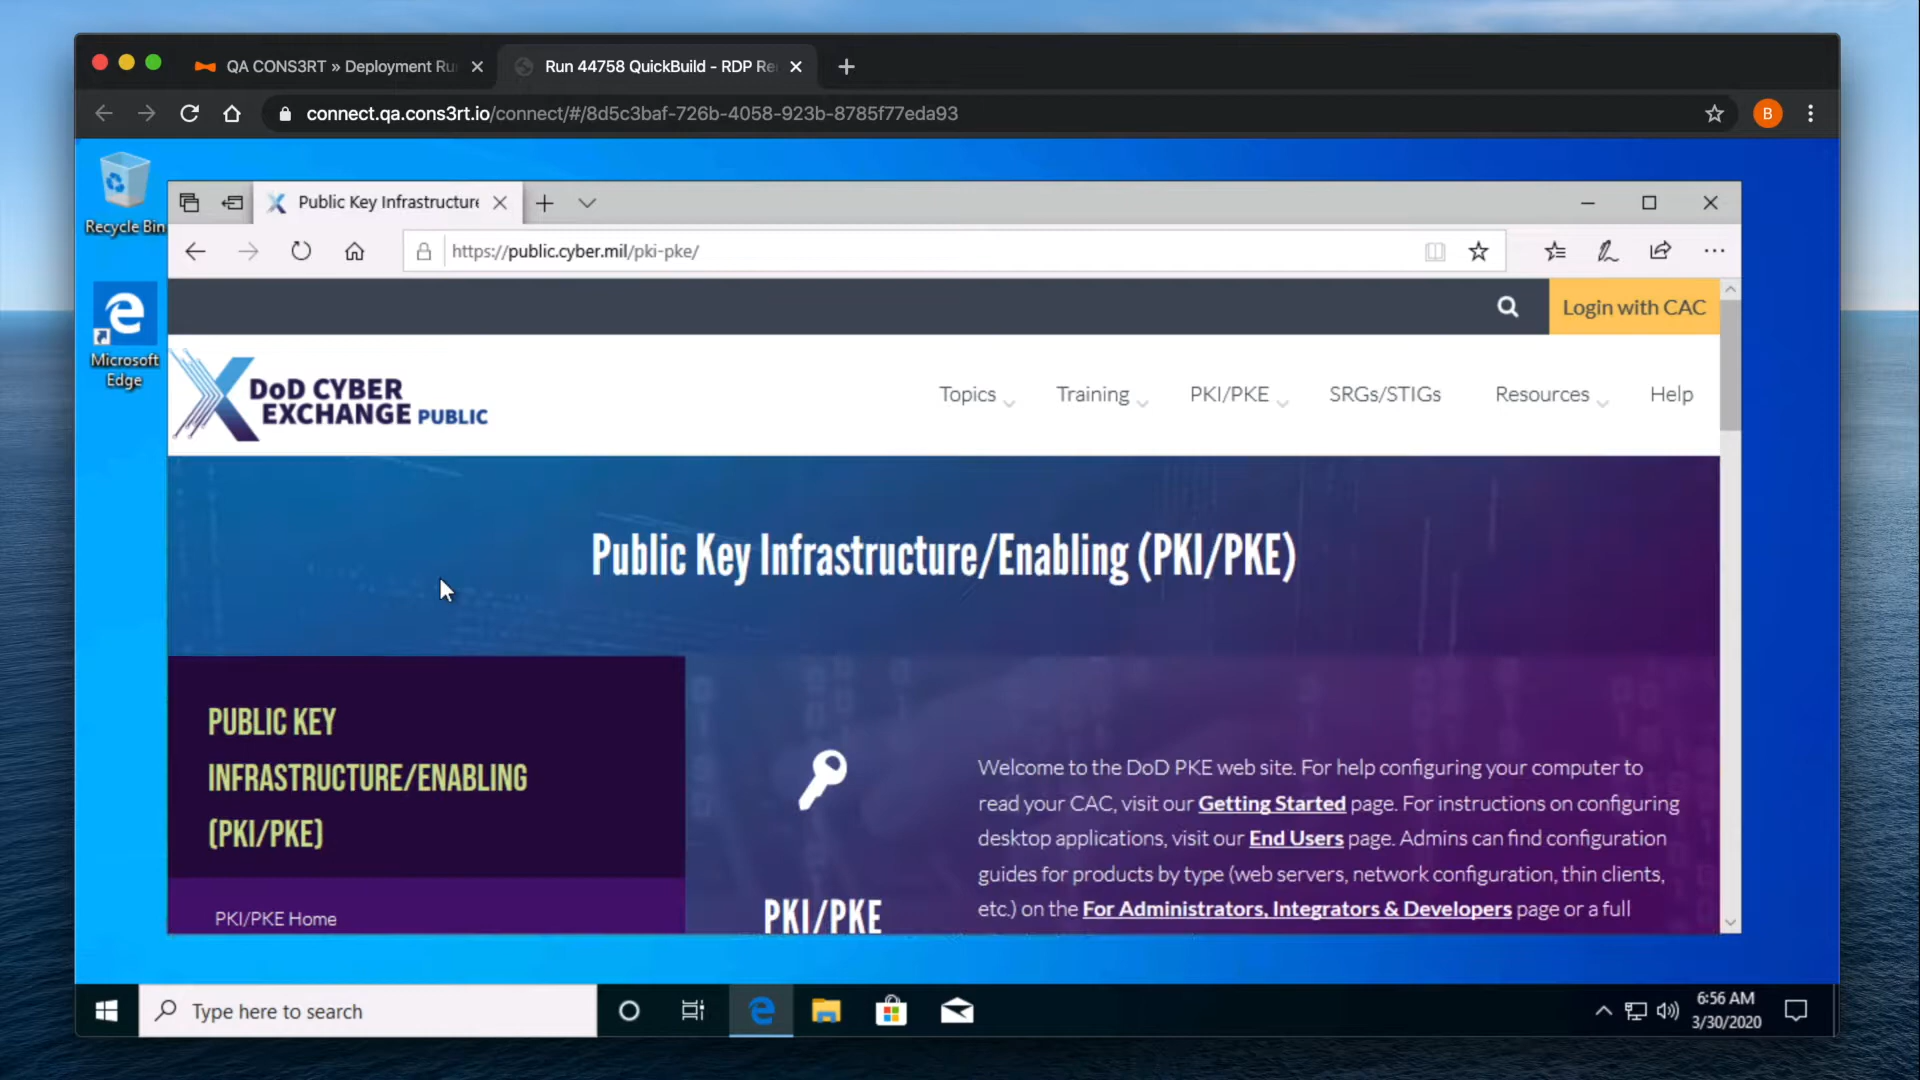 QA CONS3RT » Deployment Ru
Run 44758 QuickBuild - RDP Re
connect.qa.cons3rt.io/connect/#/8d5c3baf-726b-4058-923b-8785f77eda93
B
Recycle Bin
Microsoft
Edge
Public Key Infrastructure
https://public.cyber.mil/pki-pke/
Login with CAC
DoD CYBER
EXCHANGE PUBLIC
Topics
Training
PKI/PKE
SRGs/STIGs
Resources
Help
Public Key Infrastructure/Enabling (PKI/PKE)
PUBLIC KEY
INFRASTRUCTURE/ENABLING
(PKI/PKE)
PKI/PKE Home
PKI/PKE
Welcome to the DoD PKE web site. For help configuring your computer to
read your CAC, visit our Getting Started page. For instructions on configuring
desktop applications, visit our End Users page. Admins can find configuration
guides for products by type (web servers, network configuration, thin clients,
etc.) on the For Administrators, Integrators & Developers page or a full
Type here to search
6:56 AM
3/30/2020